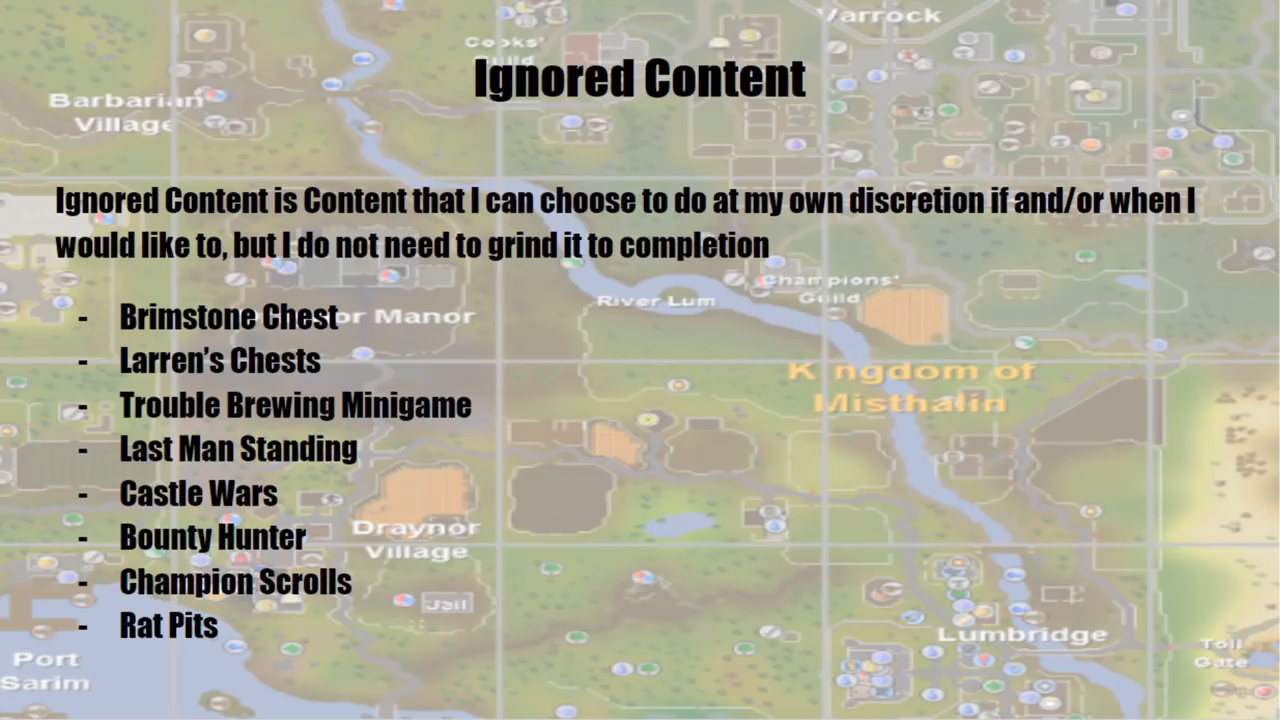 Varrock
Cooks'
Guild
Ignored Content
Barbarian
Village
Ignored Content is Content that I can choose to do at my own discretion if and/or when I
would like to, but I do not need to grind it to completion
Champions'
Guild
River Lum
- Brimstone Chest
or Manor
- Larren's Chests
K ngdom of
Misthalin
- Trouble Brewing Minigame
- Last Man Standing
- Castle Wars
Draynor
Village
- Bounty Hunter
- Champion Scrolls
Jail
- Rat Pits
Lumbridge
Toll
Gate
Port
Sarim